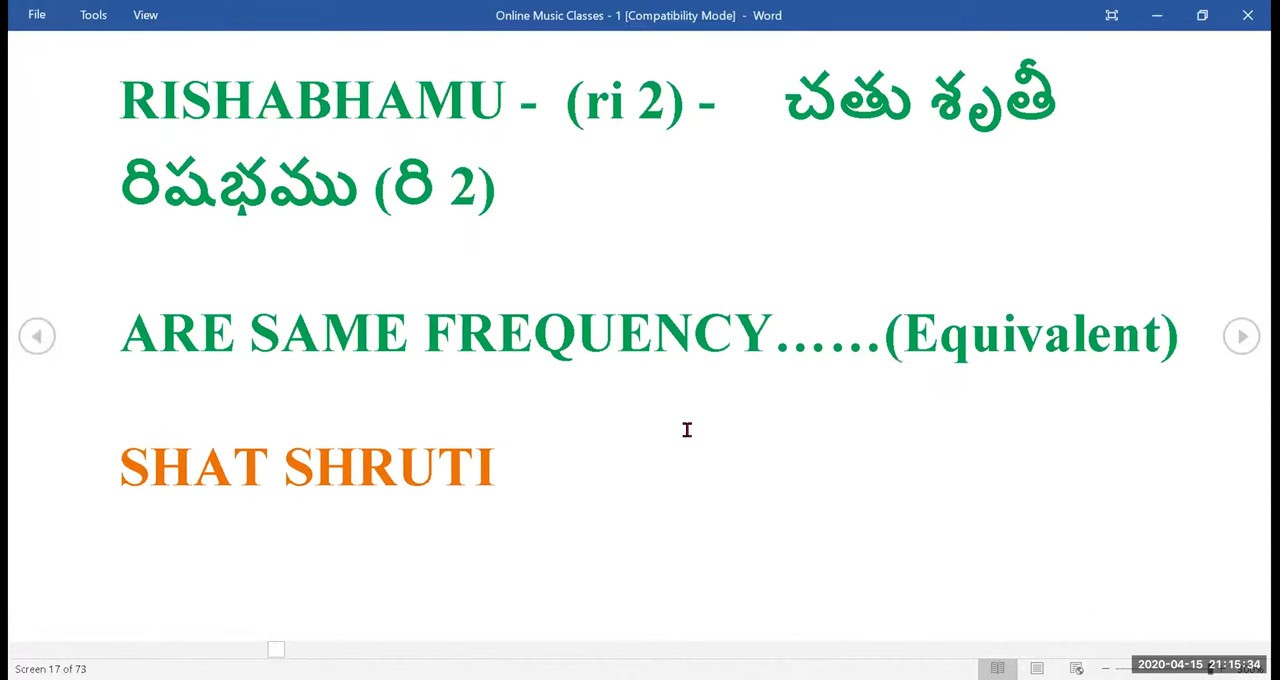 File Tools View Online Music Classes - 1 [Compatibility Mode] - Word
RISHABHAMU - (ri 2) - చతు శృతీ
రిషభము (రి 2)
ARE SAME FREQUENCY......(Equivalent)
SHAT SHRUTI
Screen 17 of 73
2020-04-15 21:15:34